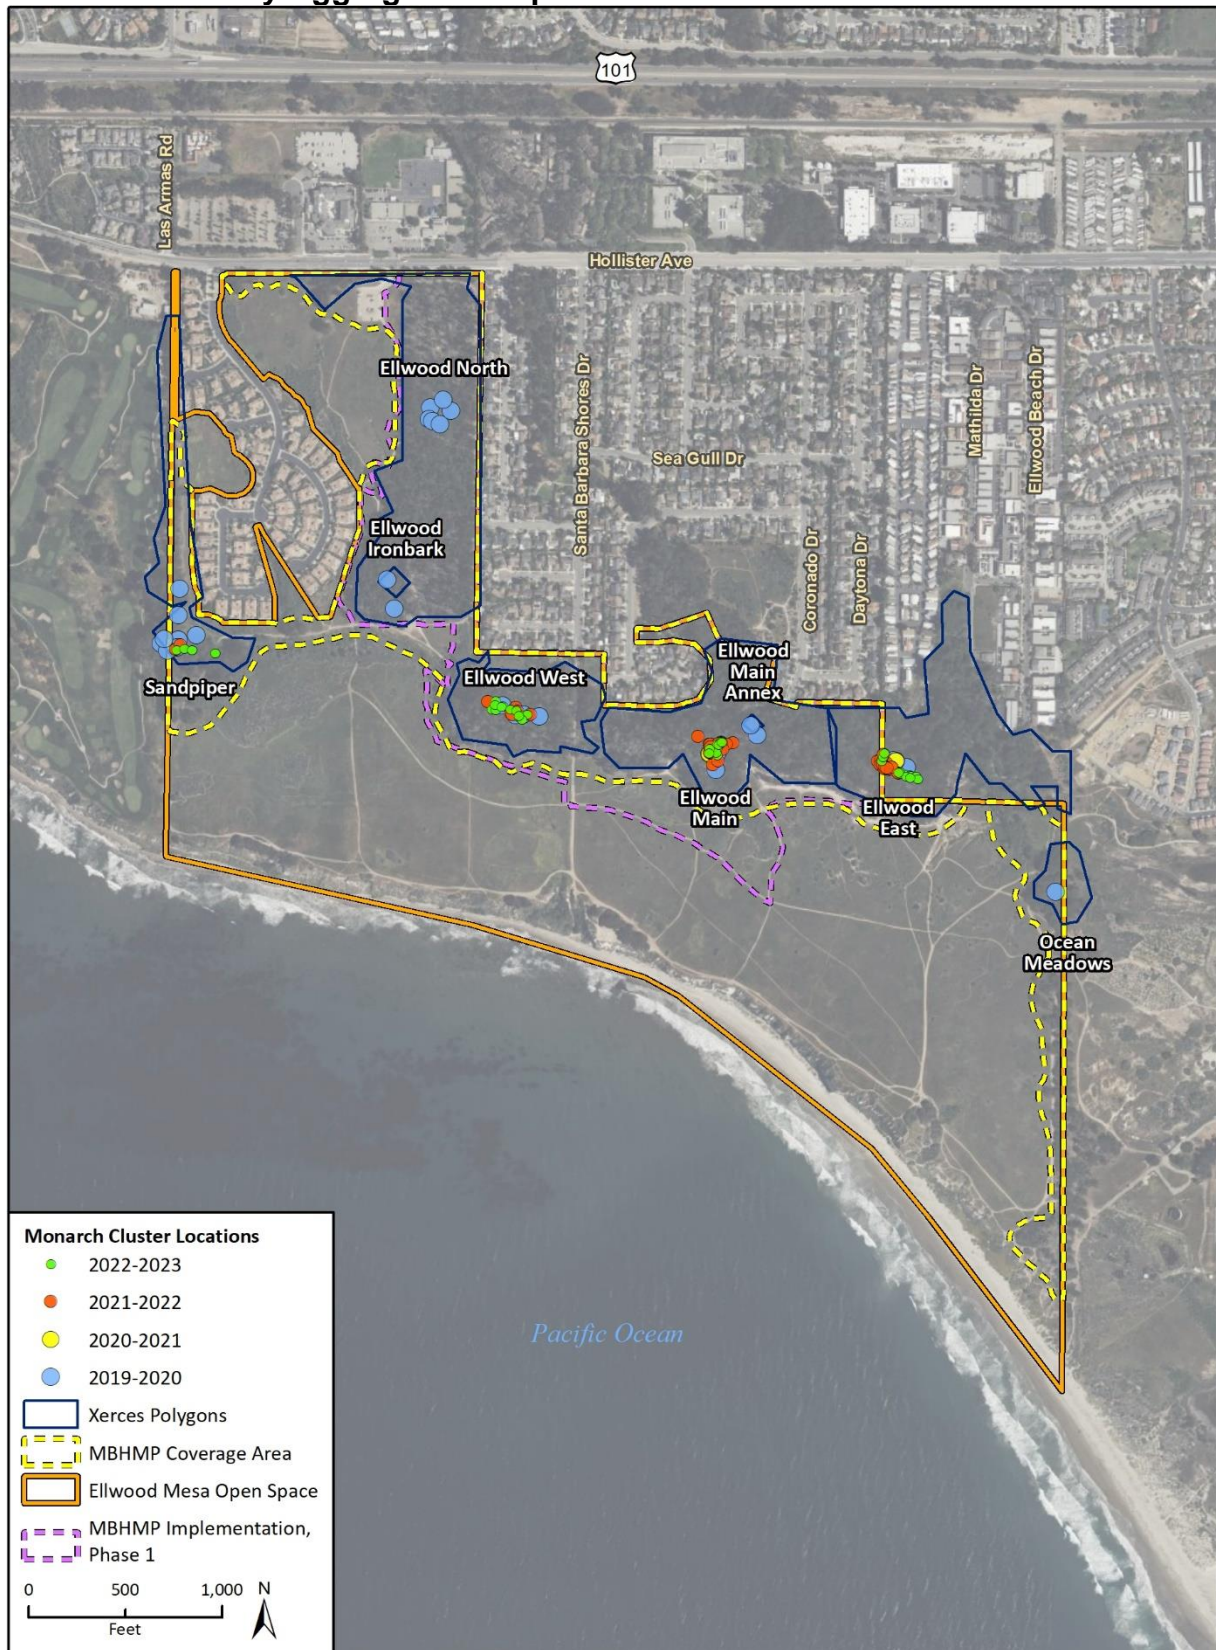 101
Las Armas Rd
Hollister Ave
Ellwood North
Santa Barbara Shores Dr
Sea Gull Dr
Mathilda Dr
Ellwood Beach Dr
Ellwood
Ironbark
Coronado Dr
Daytona Dr
Ellwood
Main
Annex
Ellwood West
Sandpiper
Ellwood
Main
Ellwood
East
Ocean
Meadows
Pacific Ocean
Monarch Cluster Locations
2022-2023
2021-2022
2020-2021
2019-2020
Xerces Polygons
MBHMP Coverage Area
Ellwood Mesa Open Space
MBHMP Implementation,
Phase 1
0 500 1,000 N
Feet